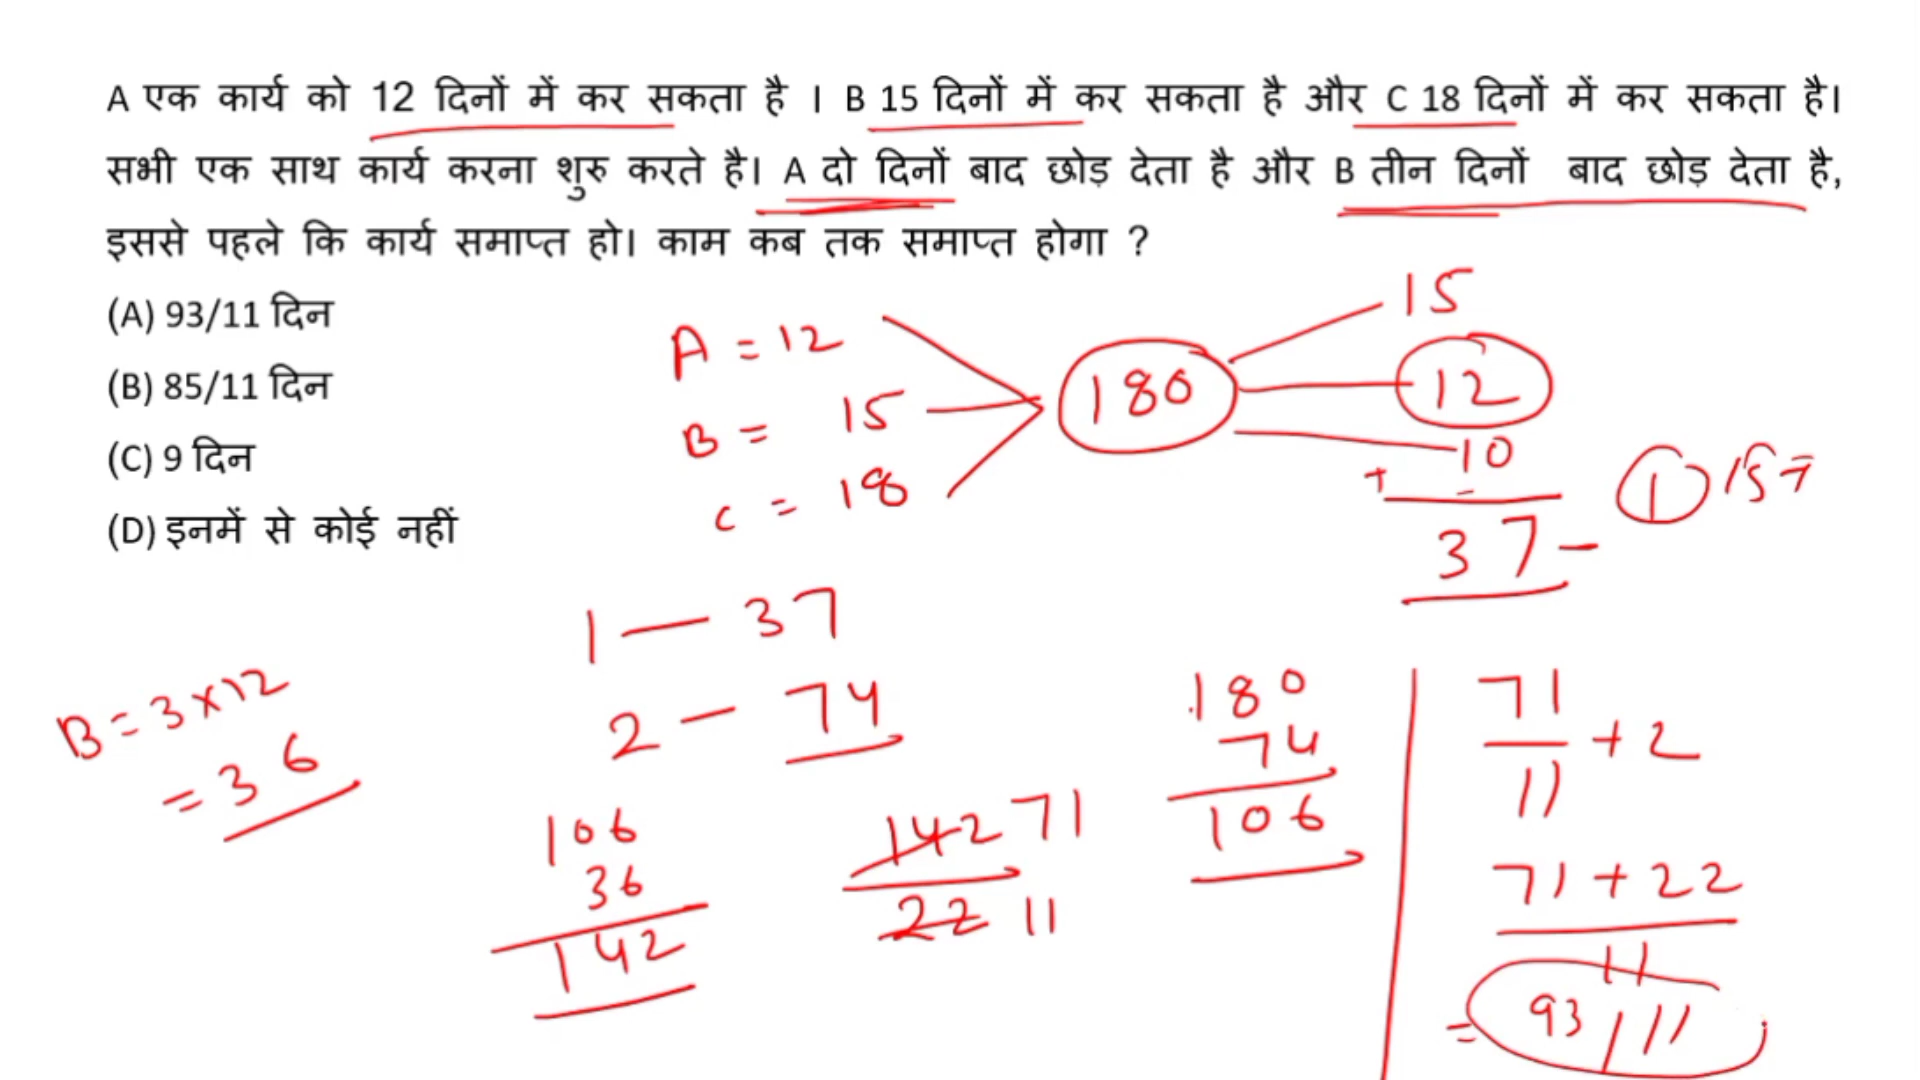 A एक कार्य को 12 दिनों में कर सकता है । B 15 दिनों में कर सकता है और C 18 दिनों में कर सकता है।
सभी एक साथ कार्य करना शुरु करते है। A दो दिनों बाद छोड़ देता है और B तीन दिनों बाद छोड़ देता है,
इससे पहले कि कार्य समाप्त हो। काम कब तक समाप्त होगा ?
(A) 93/11 दिन
(B) 85/11 दिन
(C) 9 दिन
(D) इनमें से कोई नहीं
A = 12
B = 15
C = 18
180
15
12
+ 10
37 -
1
1 — 37
2 — 74
B = 3×12
= 36
106
36
142
142 71
22 11
180
74
106
71
11
+ 2
71 + 22
11
= 93/11